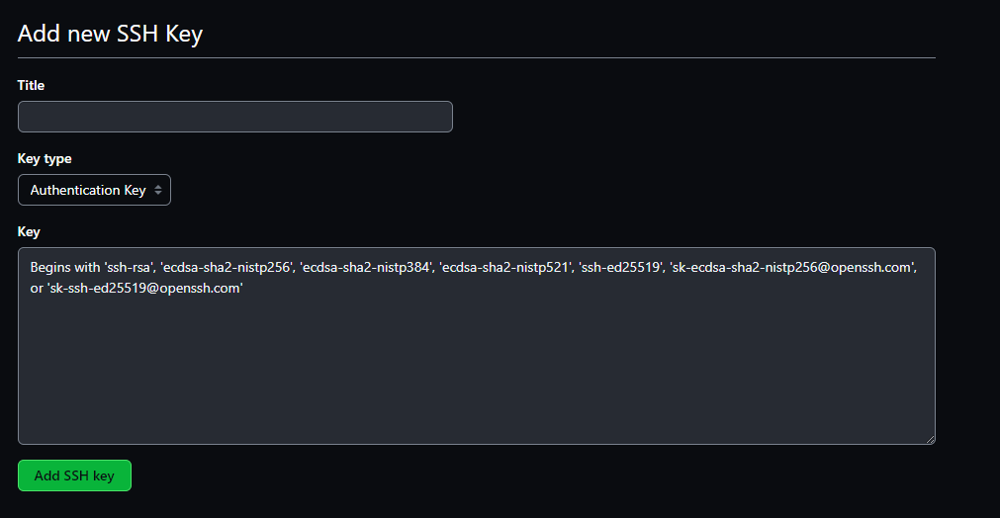 Add new SSH Key
Title
Key type
Authentication Key
Key
Begins with 'ssh-rsa', 'ecdsa-sha2-nistp256', 'ecdsa-sha2-nistp384', 'ecdsa-sha2-nistp521', 'ssh-ed25519', 'sk-ecdsa-sha2-nistp256@openssh.com',
or 'sk-ssh-ed25519@openssh.com'
Add SSH key